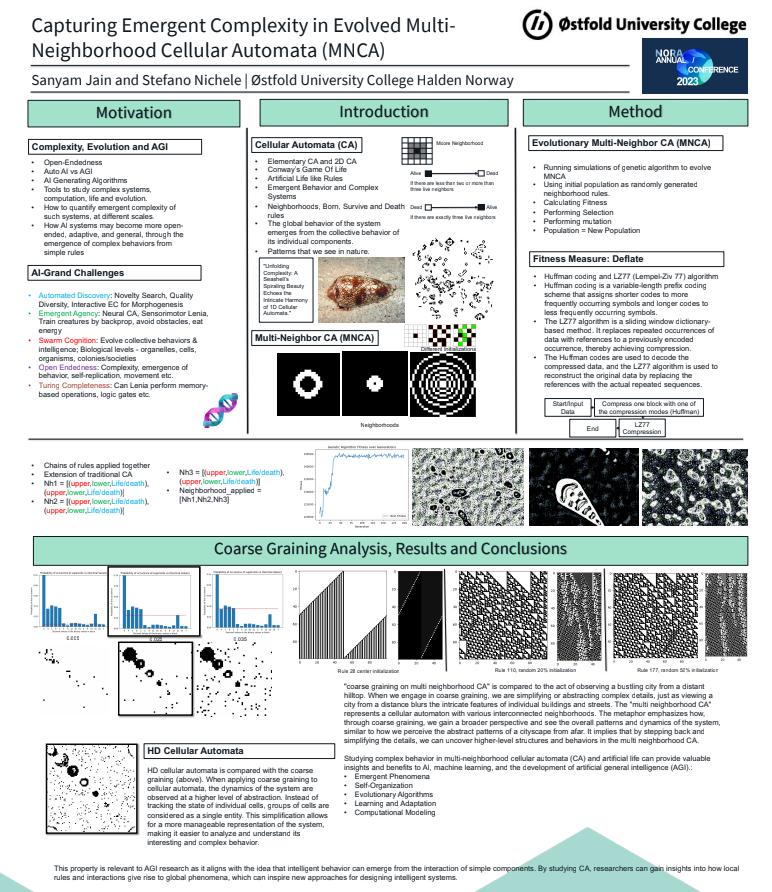 Capturing Emergent Complexity in Evolved Multi-
Neighborhood Cellular Automata (MNCA)
Sanyam Jain and Stefano Nichele | Østfold University College Halden Norway
Østfold University College
NORA
ANNUAL /
CONFERENCE
2023
Motivation
Complexity, Evolution and AGI
• Open-Endedness
• Auto AI vs AGI
• AI Generating Algorithms
• Tools to study complex systems,
computation, life and evolution.
• How to quantify emergent complexity of
such systems, at different scales.
• How AI systems may become more open-
ended, adaptive, and general, through the
emergence of complex behaviors from
simple rules
AI-Grand Challenges
• Automated Discovery: Novelty Search, Quality
Diversity, Interactive EC for Morphogenesis
• Emergent Agency: Neural CA, Sensorimotor Lenia,
Train creatures by backprop, avoid obstacles, eat
energy
• Swarm Cognition: Evolve collective behaviors &
intelligence; Biological levels - organelles, cells,
organisms, colonies/societies
• Open Endedness: Complexity, emergence of
behavior, self-replication, movement etc.
• Turing Completeness: Can Lenia perform memory-
based operations, logic gates etc.
Introduction
Cellular Automata (CA)
• Elementary CA and 2D CA
• Conway's Game Of Life
• Artificial Life like Rules
• Emergent Behavior and Complex
Systems
• Neighborhoods, Born, Survive and Death
rules
• The global behavior of the system
emerges from the collective behavior of
its individual components.
• Patterns that we see in nature.
Moore Neighborhood
Alive
Dead
If there are less than two or more than
three live neighbors
Dead
Alive
If there are exactly three live neighbors
"Unfolding
Complexity: A
Seashell's
Spiraling Beauty
Echoes the
Intricate Harmony
of 1D Cellular
Automata."
Different Initializations
Multi-Neighbor CA (MNCA)
Neighborhoods
Method
Evolutionary Multi-Neighbor CA (MNCA)
• Running simulations of genetic algorithm to evolve
MNCA
• Using initial population as randomly generated
neighborhood rules.
• Calculating Fitness
• Performing Selection
• Performing mutation
• Population = New Population
Fitness Measure: Deflate
• Huffman coding and LZ77 (Lempel-Ziv 77) algorithm
• Huffman coding is a variable-length prefix coding
scheme that assigns shorter codes to more
frequently occurring symbols and longer codes to
less frequently occurring symbols.
• The LZ77 algorithm is a sliding window dictionary-
based method. It replaces repeated occurrences of
data with references to a previously encoded
occurrence, thereby achieving compression.
• The Huffman codes are used to decode the
compressed data, and the LZ77 algorithm is used to
reconstruct the original data by replacing the
references with the actual repeated sequences.
Start/Input
Data
Compress one block with one of
the compression modes (Huffman)
End
LZ77
Compression
• Chains of rules applied together
• Extension of traditional CA
• Nh1 = [(upper,lower,Life/death),
(upper,lower,Life/death)]
• Nh2 = [(upper,lower,Life/death),
(upper,lower,Life/death)]
• Nh3 = [(upper,lower,Life/death),
(upper,lower,Life/death)]
• Neighborhood_applied =
[Nh1,Nh2,Nh3]
Genetic Algorithm Fitness over Generations
Generation
Coarse Graining Analysis, Results and Conclusions
0.015
0.025
0.035
Rule 28 center initialization
Rule 110, random 20% initialization
Rule 177, random 50% initialization
"coarse graining on multi neighborhood CA" is compared to the act of observing a bustling city from a distant
hilltop. When we engage in coarse graining, we are simplifying or abstracting complex details, just as viewing a
city from a distance blurs the intricate features of individual buildings and streets. The "multi neighborhood CA"
represents a cellular automaton with various interconnected neighborhoods. The metaphor emphasizes how,
through coarse graining, we gain a broader perspective and see the overall patterns and dynamics of the system,
similar to how we perceive the abstract patterns of a cityscape from afar. It implies that by stepping back and
simplifying the details, we can uncover higher-level structures and behaviors in the multi neighborhood CA.
Studying complex behavior in multi-neighborhood cellular automata (CA) and artificial life can provide valuable
insights and benefits to AI, machine learning, and the development of artificial general intelligence (AGI).:
• Emergent Phenomena
• Self-Organization
• Evolutionary Algorithms
• Learning and Adaptation
• Computational Modeling
HD Cellular Automata
HD cellular automata is compared with the coarse
graining (above). When applying coarse graining to
cellular automata, the dynamics of the system are
observed at a higher level of abstraction. Instead of
tracking the state of individual cells, groups of cells are
considered as a single entity. This simplification allows
for a more manageable representation of the system,
making it easier to analyze and understand its
interesting and complex behavior.
This property is relevant to AGI research as it aligns with the idea that intelligent behavior can emerge from the interaction of simple components. By studying CA, researchers can gain insights into how local
rules and interactions give rise to global phenomena, which can inspire new approaches for designing intelligent systems.